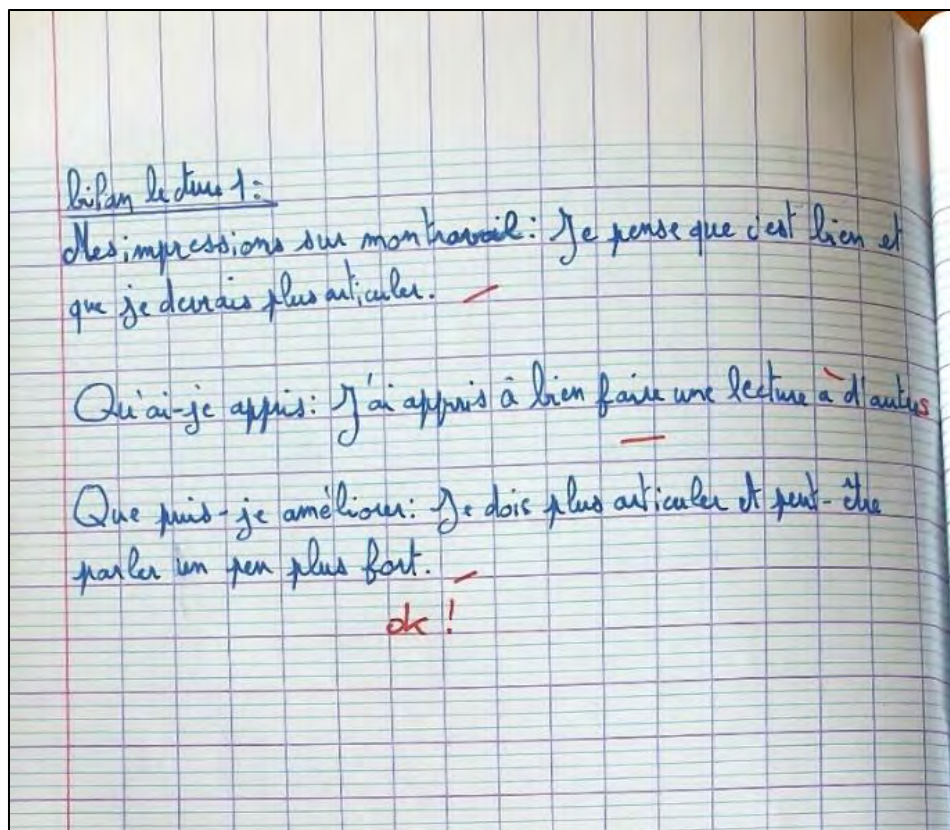 bilan lecture 1:
Mes impressions sur mon travail: Je pense que c'est bien et
que je devrais plus articuler.
Qu'ai-je appris: J'ai appris à bien faire une lecture à d'autres
Que puis-je améliorer: Je dois plus articuler et peut-être
parler un peu plus fort.
ok !